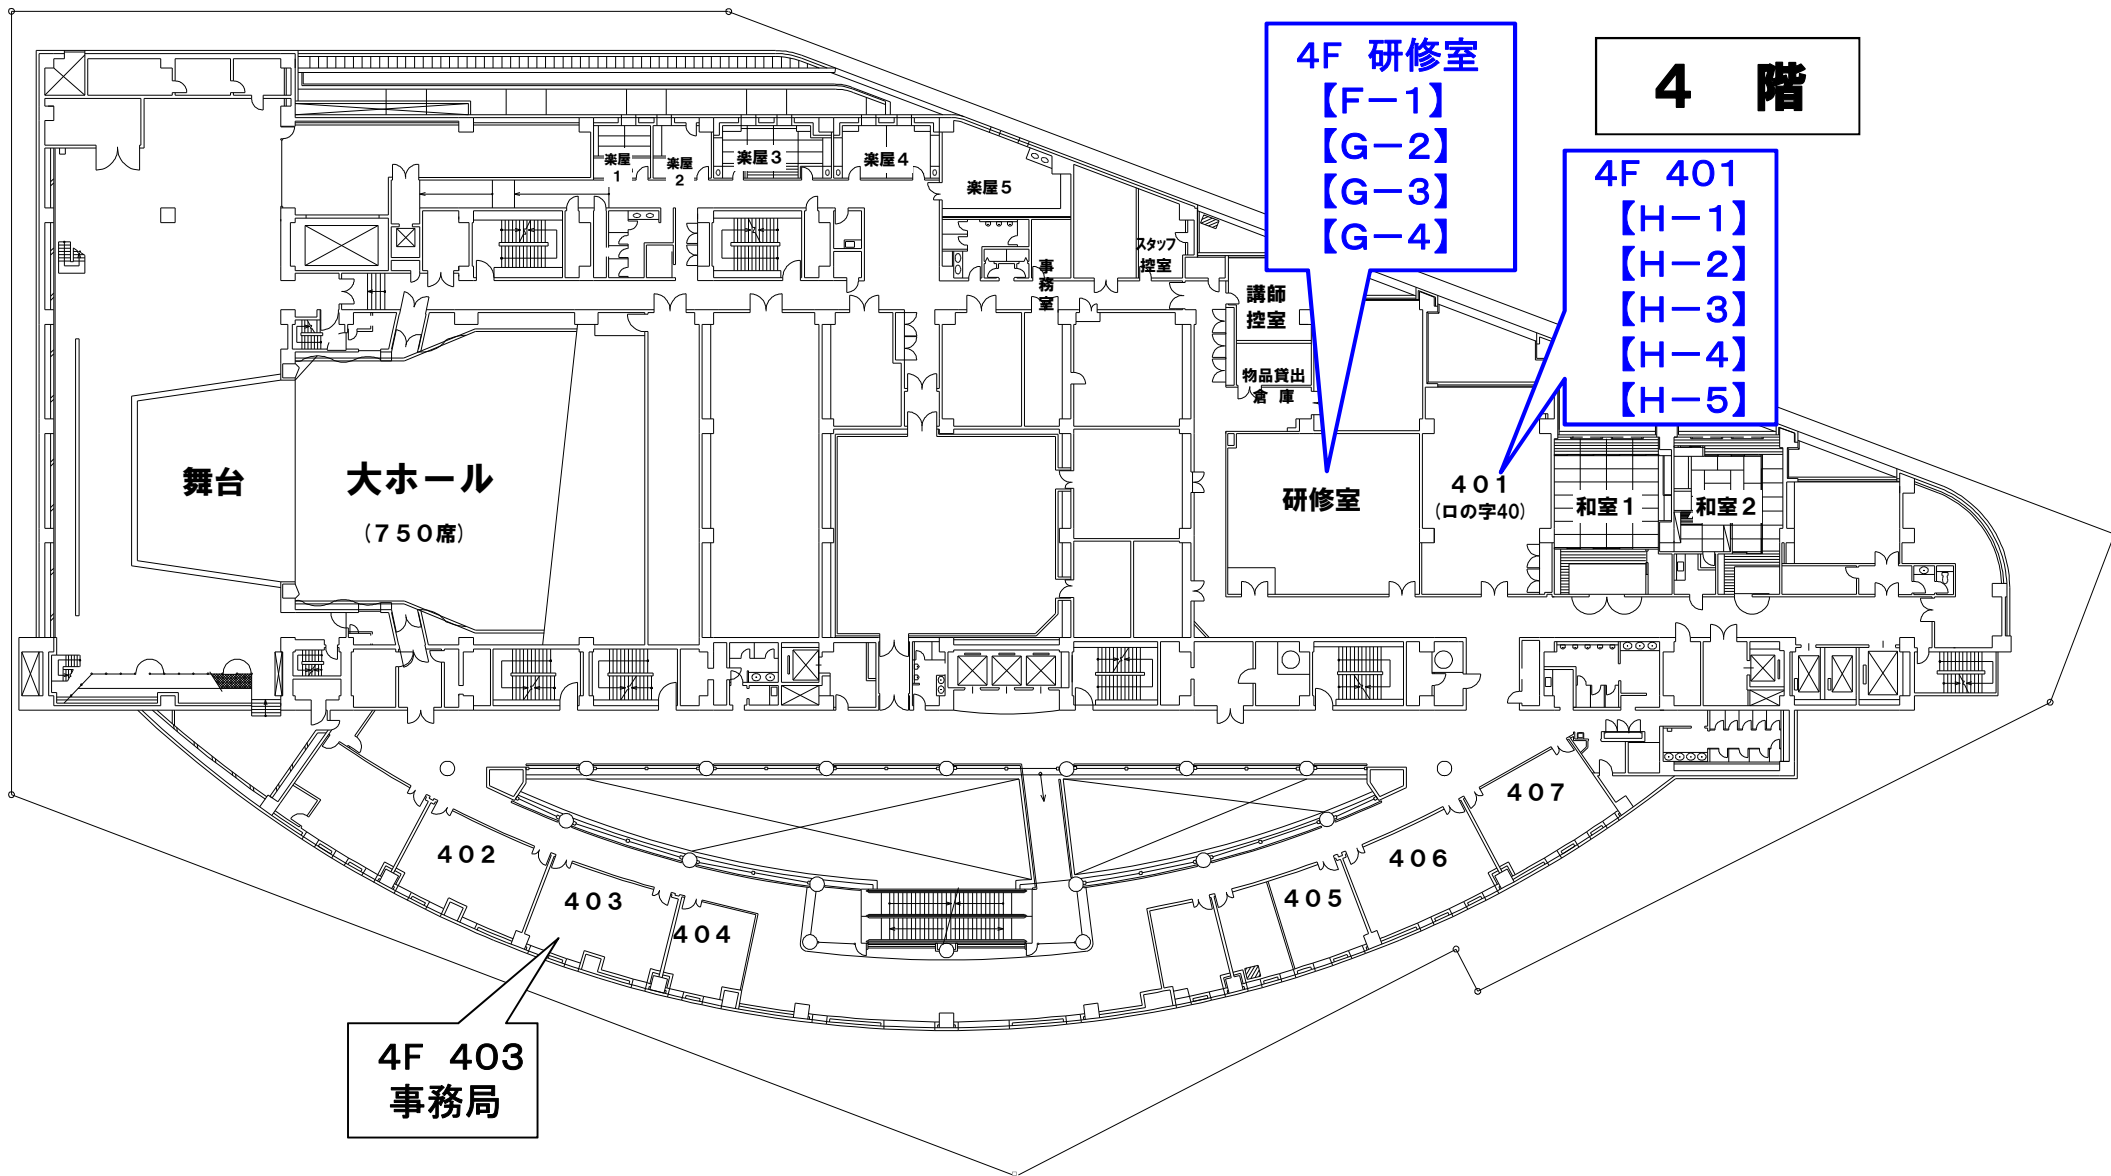 4F 研修室
【F－1】
【G－2】
【G－3】
【G－4】
4 階
4F 401
【H－1】
【H－2】
【H－3】
【H－4】
【H－5】
楽屋
1
楽屋
2
楽屋3
楽屋4
楽屋5
スタッフ
控室
事
務
室
講師
控室
物品貸出
倉 庫
舞台
大ホール
(750席)
研修室
401
(ロの字40)
和室1
和室2
402
403
404
405
406
407
4F 403
事務局